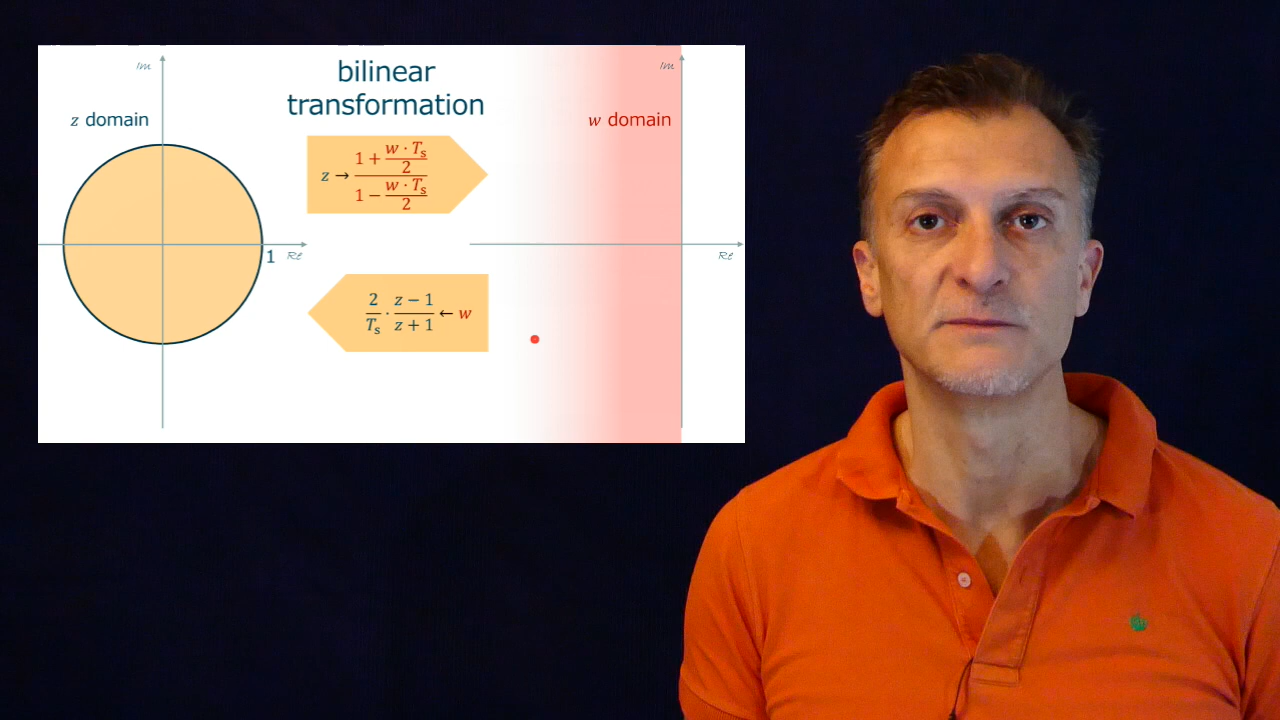 bilinear
transformation
Im
z domain
1
Re
z → (1 + (w · Tₛ)/2) / (1 − (w · Tₛ)/2)
2/Tₛ · (z − 1)/(z + 1) ← w
Im
w domain
Re